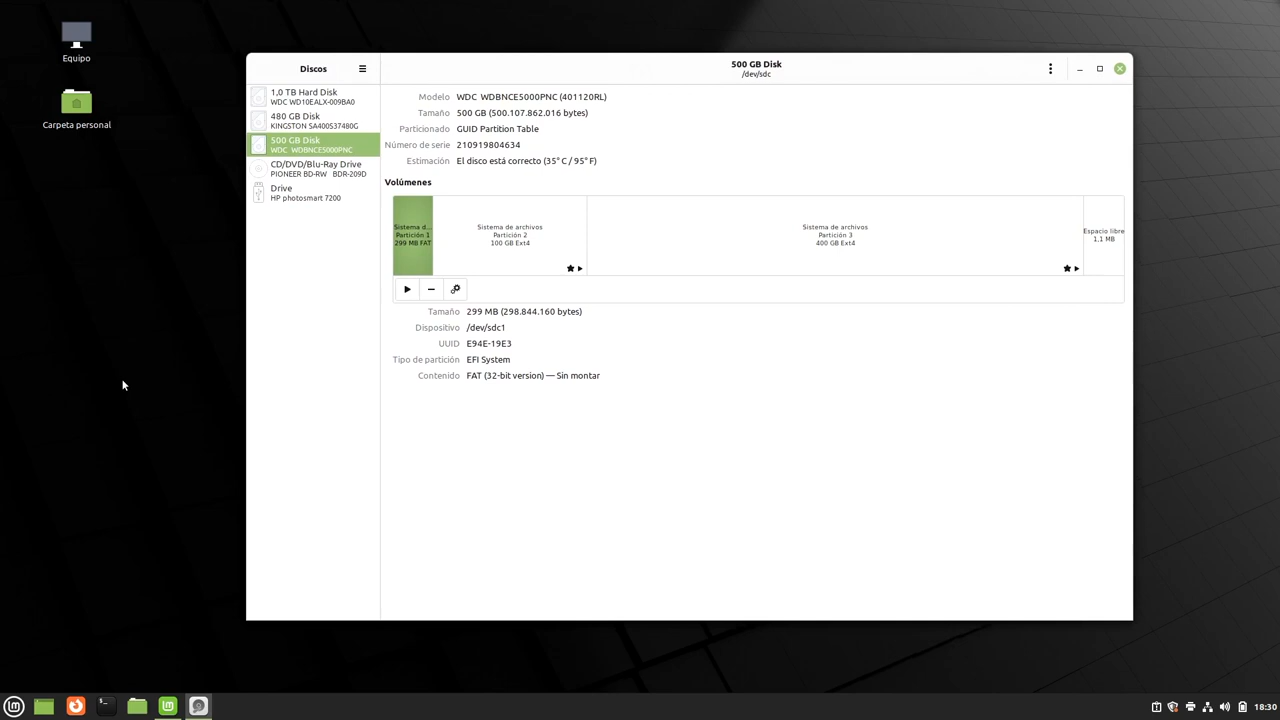 Equipo
Carpeta personal
Discos
500 GB Disk
/dev/sdc
1,0 TB Hard Disk
WDC WD10EALX-009BA0
480 GB Disk
KINGSTON SA400S37480G
500 GB Disk
WDC WDBNCE5000PNC
CD/DVD/Blu-Ray Drive
PIONEER BD-RW BDR-209D
Drive
HP photosmart 7200
Modelo WDC WDBNCE5000PNC (401120RL)
Tamaño 500 GB (500.107.862.016 bytes)
Particionado GUID Partition Table
Número de serie 210919804634
Estimación El disco está correcto (35° C / 95° F)
Volúmenes
Sistema d...
Partición 1
299 MB FAT
Sistema de archivos
Partición 2
100 GB Ext4
Sistema de archivos
Partición 3
400 GB Ext4
Espacio libre
1,1 MB
Tamaño 299 MB (298.844.160 bytes)
Dispositivo /dev/sdc1
UUID E94E-19E3
Tipo de partición EFI System
Contenido FAT (32-bit version) — Sin montar
18:30